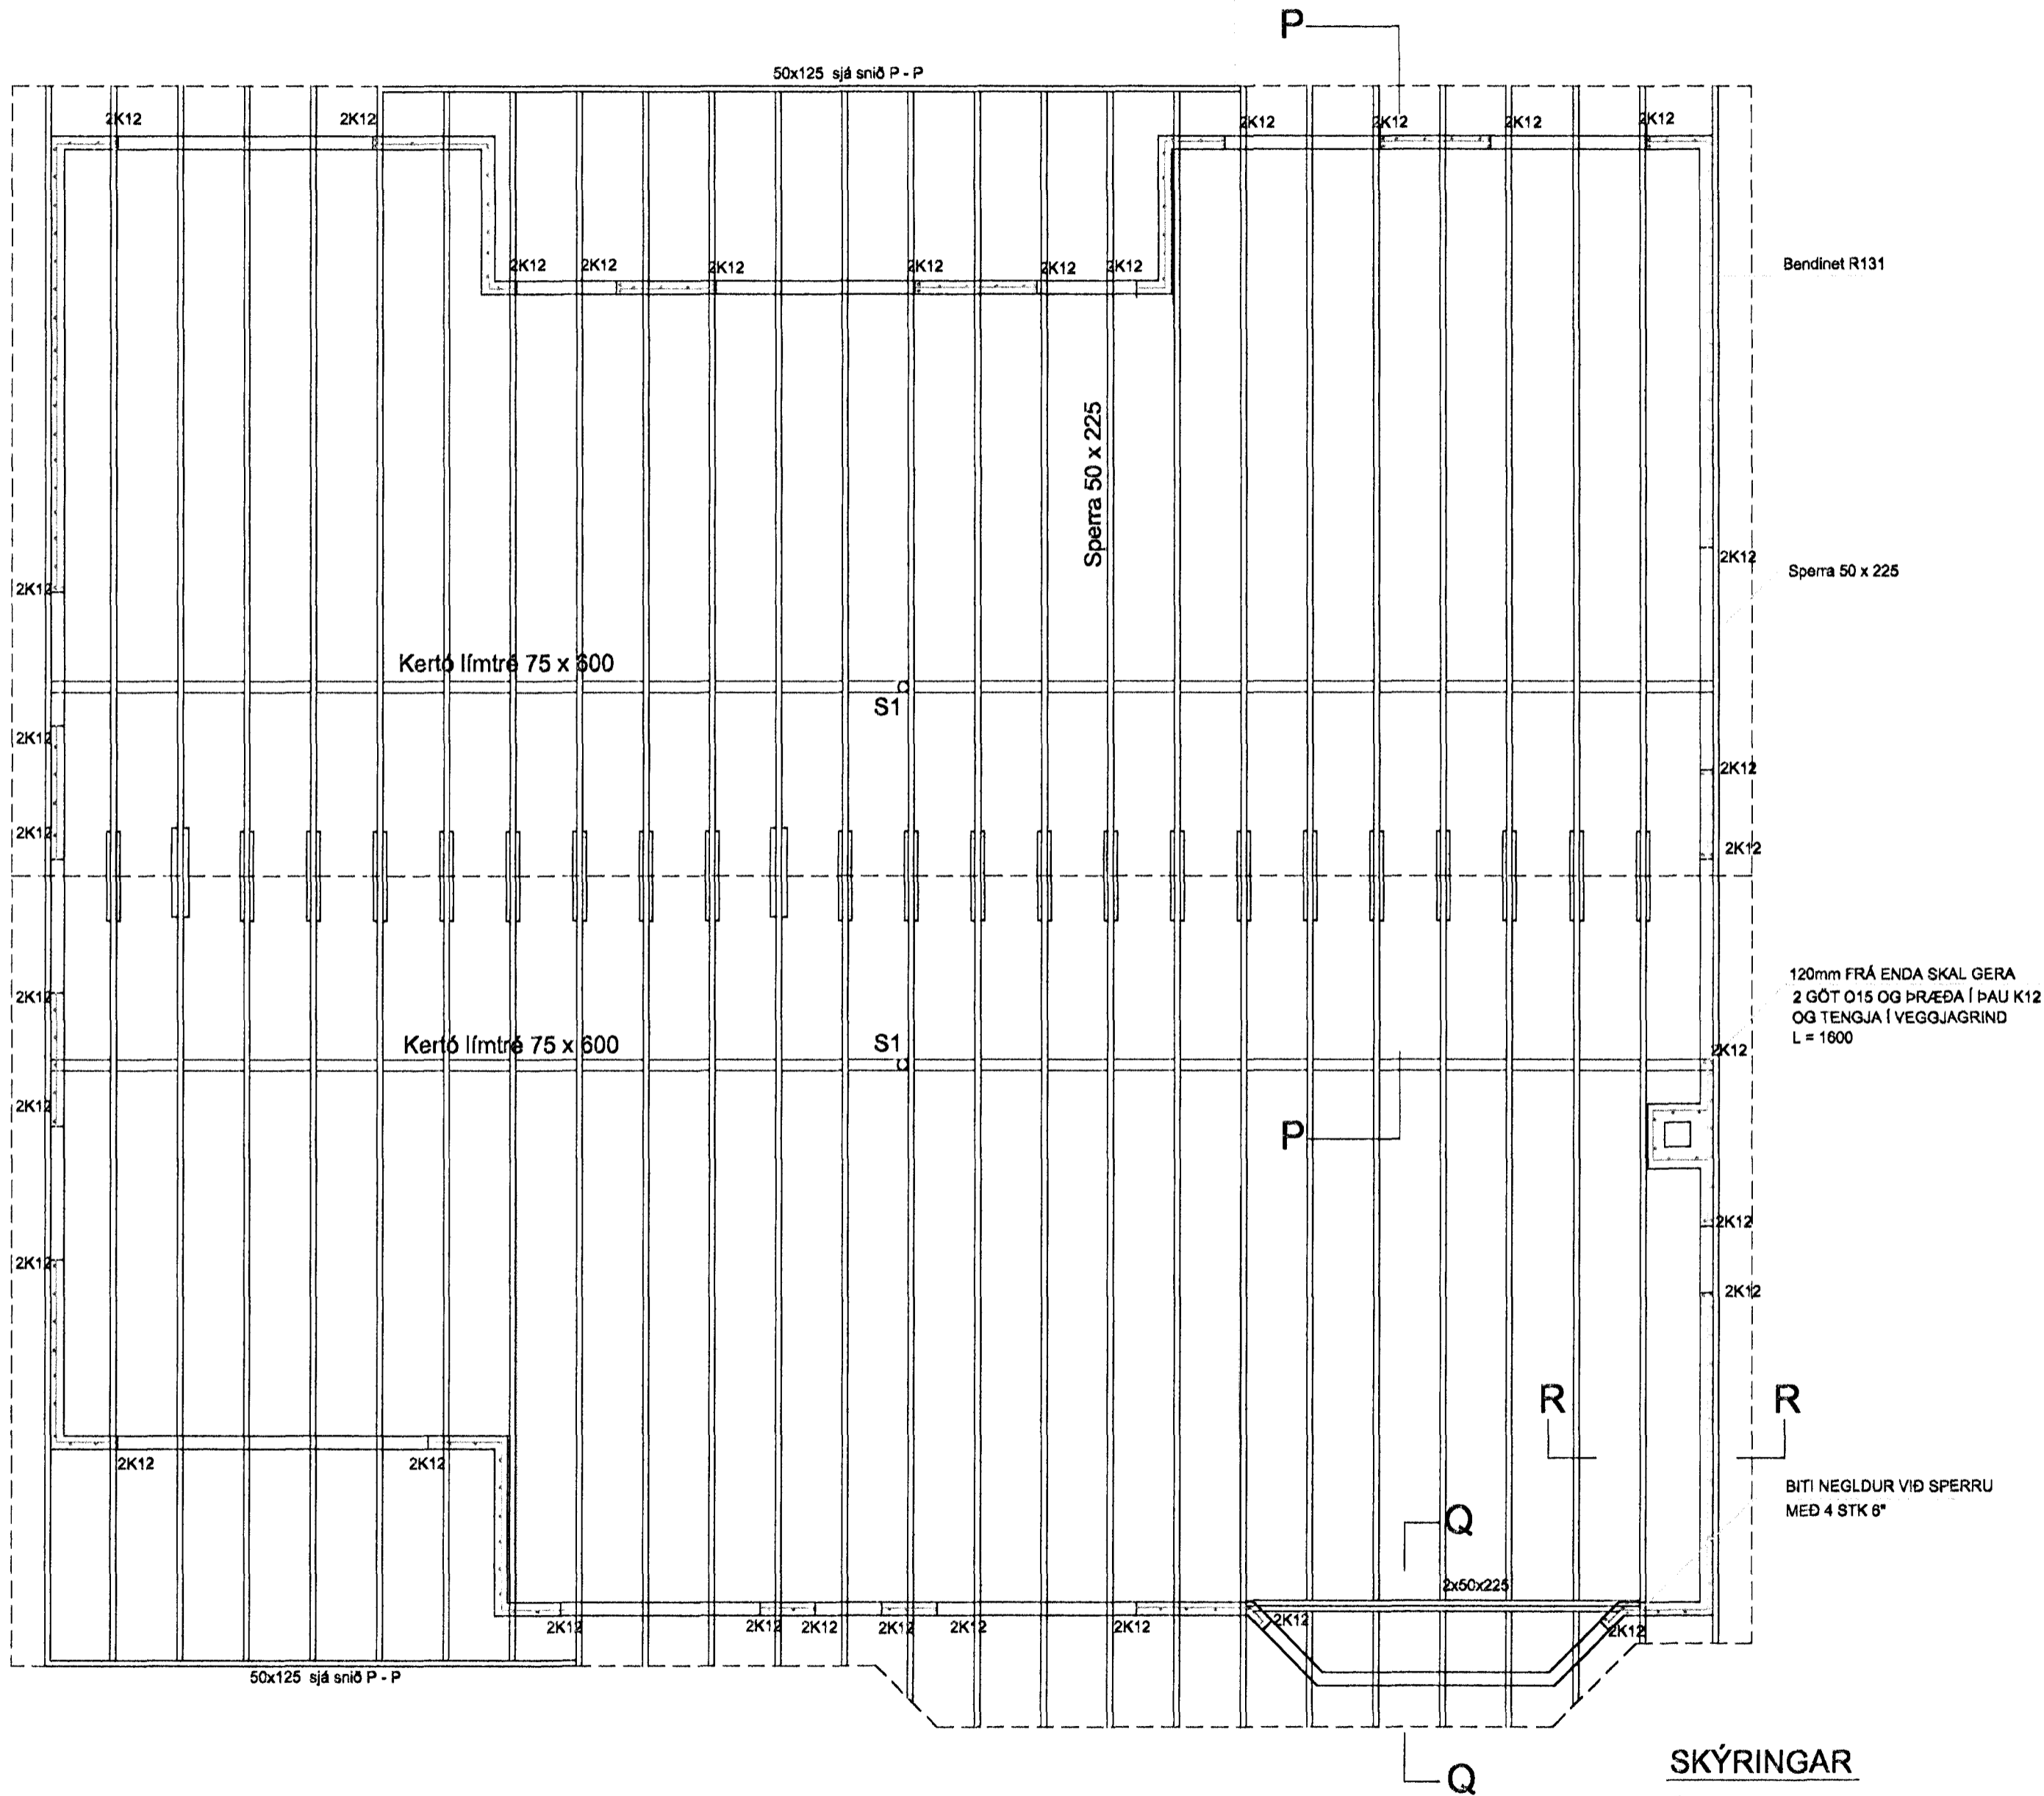 P
50x125 sjá snið P - P
2K12
2K12
2K12
2K12
2K12
2K12
2K12
2K12
2K12
2K12
2K12
2K12
Bendinet R131
Sperra 50 x 225
2K12
Sperra 50 x 225
2K12
Kertó límtré 75 x 600
S1
2K12
2K12
2K12
2K12
120mm FRÁ ENDA SKAL GERA
2 GÖT O15 OG ÞRÆÐA Í ÞAU K12
OG TENGJA Í VEGGJAGRIND
L = 1600
2K12
Kertó límtré 75 x 600
S1
2K12
2K12
P
2K12
2K12
2K12
R
R
2K12
2K12
BITI NEGLDUR VIÐ SPERRU
MEÐ 4 STK 6"
Q
2x50x225
2K12
2K12
2K12
2K12
2K12
2K12
2K12
2K12
50x125 sjá snið P - P
SKÝRINGAR
Q